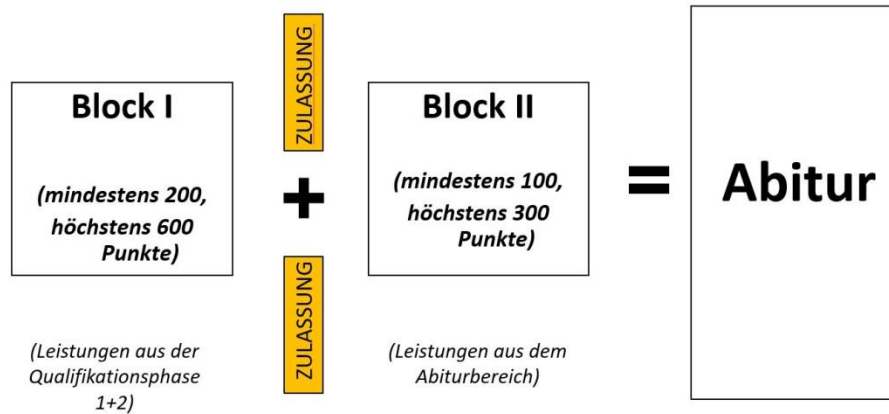 ZULASSUNG
Block I
(mindestens 200,
höchstens 600
Punkte)
+
Block II
(mindestens 100,
höchstens 300
Punkte)
=
Abitur
ZULASSUNG
(Leistungen aus der
Qualifikationsphase
1+2)
(Leistungen aus dem
Abiturbereich)